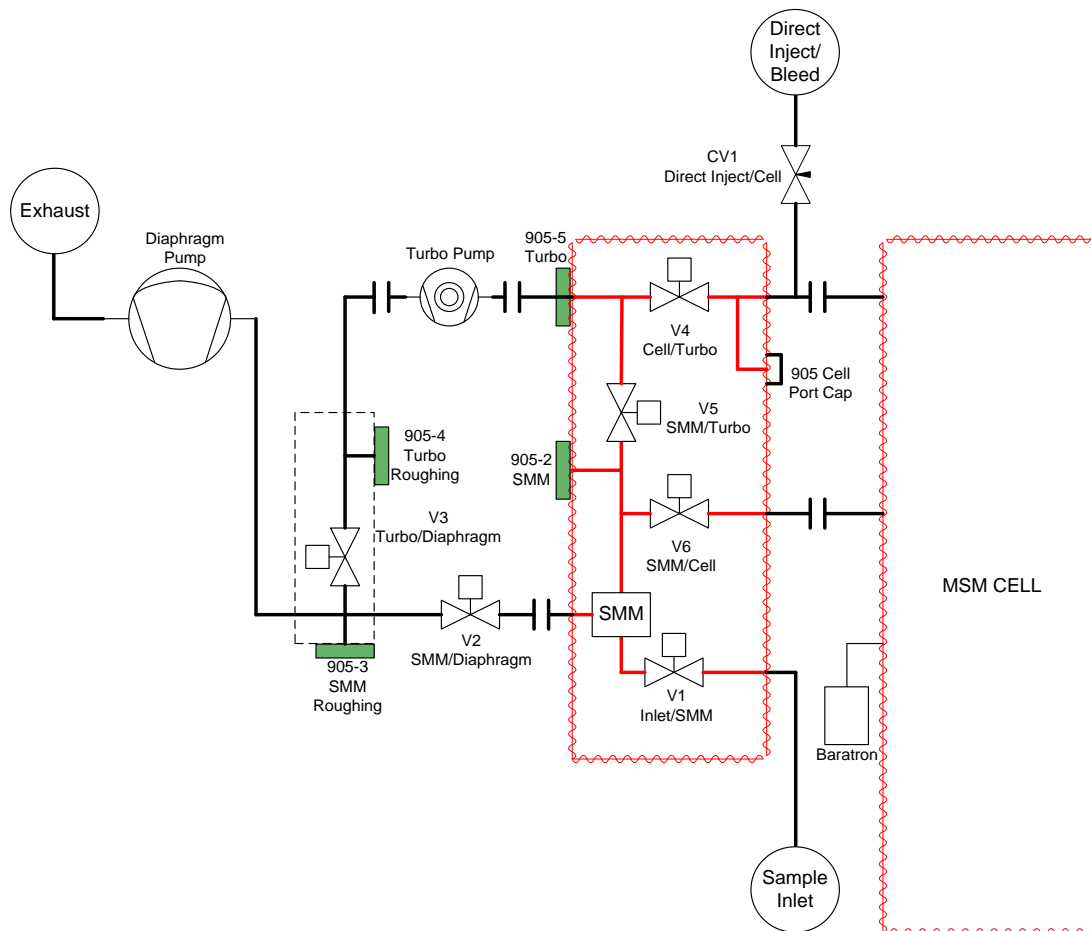 Direct
Inject/
Bleed
CV1
Direct Inject/Cell
Exhaust
Diaphragm
Pump
Turbo Pump
905-5
Turbo
V4
Cell/Turbo
905 Cell
Port Cap
V5
SMM/Turbo
905-4
Turbo
Roughing
905-2
SMM
V3
Turbo/Diaphragm
V6
SMM/Cell
MSM CELL
SMM
V2
SMM/Diaphragm
905-3
SMM
Roughing
V1
Inlet/SMM
Baratron
Sample
Inlet